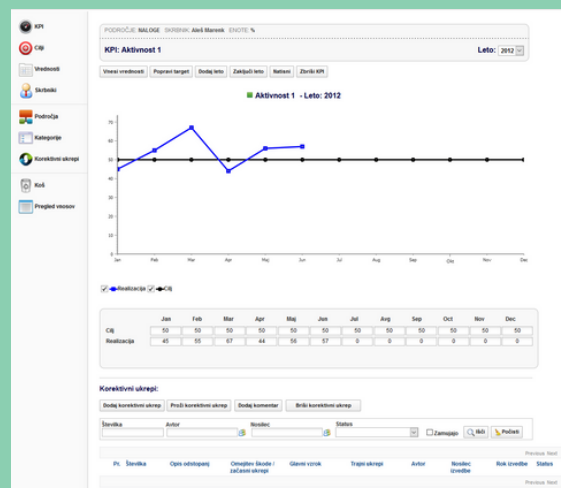 KPI
Cilji
Vrednosti
Skrbniki
Področja
Kategorije
Korektivni ukrepi
Koš
Pregled vnosov
PODROČJE: NALOGE SKRBNIK: Aleš Marenk ENOTE: %
KPI: Aktivnost 1 Leto: 2012
Vnesi vrednosti Popravi target Dodaj leto Zaključi leto Natisni Zbriši KPI
Aktivnost 1 - Leto: 2012
70
60
50
40
30
20
10
0
Jan Feb Mar Apr Maj Jun Jul Avg Sep Okt Nov Dec
Realizacija Cilj
Jan Feb Mar Apr Maj Jun Jul Avg Sep Oct Nov Dec
Cilj 50 50 50 50 50 50 50 50 50 50 50 50
Realizacija 45 55 67 44 56 57 0 0 0 0 0 0
Korektivni ukrepi:
Dodaj korektivni ukrep Proži korektivni ukrep Dodaj komentar Briši korektivni ukrep
Številka Avtor Nosilec Status
Zamujajo Išči Počisti
Previous Next
Pr. Številka Opis odstopanj Omejitev škode / začasni ukrepi Glavni vzrok Trajni ukrepi Avtor Nosilec izvedbe Rok izvedbe Status
Previous Next